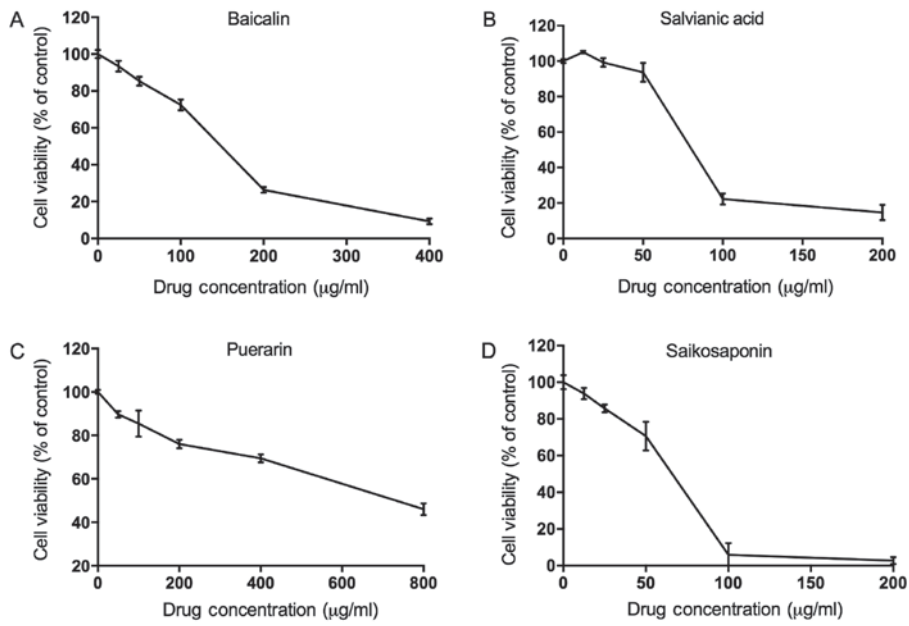 A
Baicalin
Cell viability (% of control)
120
100
80
60
40
20
0
0
100
200
300
400
Drug concentration (μg/ml)
B
Salvianic acid
Cell viability (% of control)
120
100
80
60
40
20
0
0
50
100
150
200
Drug concentration (μg/ml)
C
Puerarin
Cell viability (% of control)
120
100
80
60
40
20
0
200
400
600
800
Drug concentration (μg/ml)
D
Saikosaponin
Cell viability (% of control)
120
100
80
60
40
20
0
0
50
100
150
200
Drug concentration (μg/ml)